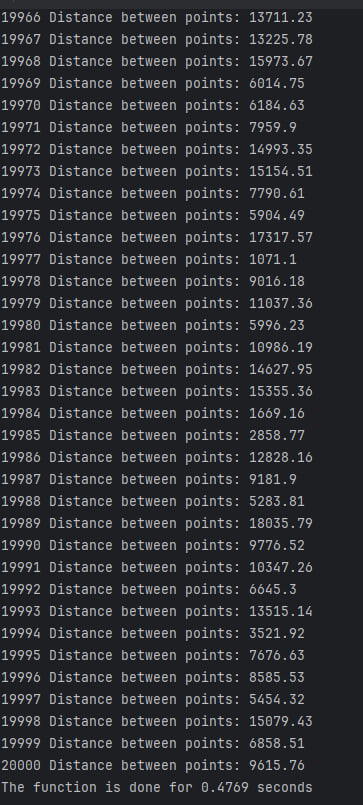 19966 Distance between points: 13711.23
19967 Distance between points: 13225.78
19968 Distance between points: 15973.67
19969 Distance between points: 6014.75
19970 Distance between points: 6184.63
19971 Distance between points: 7959.9
19972 Distance between points: 14993.35
19973 Distance between points: 15154.51
19974 Distance between points: 7790.61
19975 Distance between points: 5904.49
19976 Distance between points: 17317.57
19977 Distance between points: 1071.1
19978 Distance between points: 9016.18
19979 Distance between points: 11037.36
19980 Distance between points: 5996.23
19981 Distance between points: 10986.19
19982 Distance between points: 14627.95
19983 Distance between points: 15355.36
19984 Distance between points: 1669.16
19985 Distance between points: 2858.77
19986 Distance between points: 12828.16
19987 Distance between points: 9181.9
19988 Distance between points: 5283.81
19989 Distance between points: 18035.79
19990 Distance between points: 9776.52
19991 Distance between points: 10347.26
19992 Distance between points: 6645.3
19993 Distance between points: 13515.14
19994 Distance between points: 3521.92
19995 Distance between points: 7676.63
19996 Distance between points: 8585.53
19997 Distance between points: 5454.32
19998 Distance between points: 15079.43
19999 Distance between points: 6858.51
20000 Distance between points: 9615.76
The function is done for 0.4769 seconds